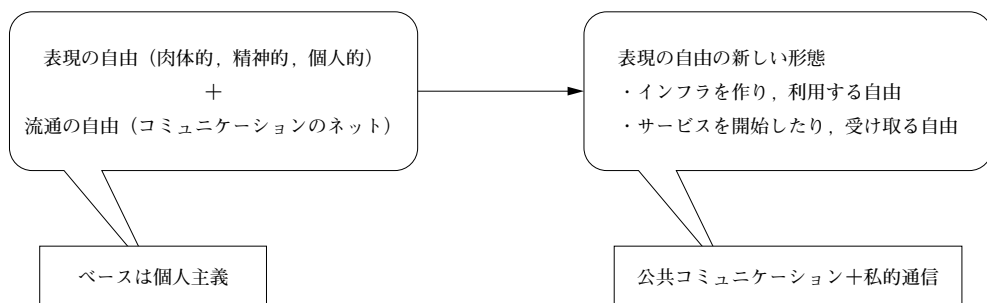 表現の自由（肉体的，精神的，個人的）
＋
流通の自由（コミュニケーションのネット）
ベースは個人主義
表現の自由の新しい形態
・インフラを作り，利用する自由
・サービスを開始したり，受け取る自由
公共コミュニケーション＋私的通信